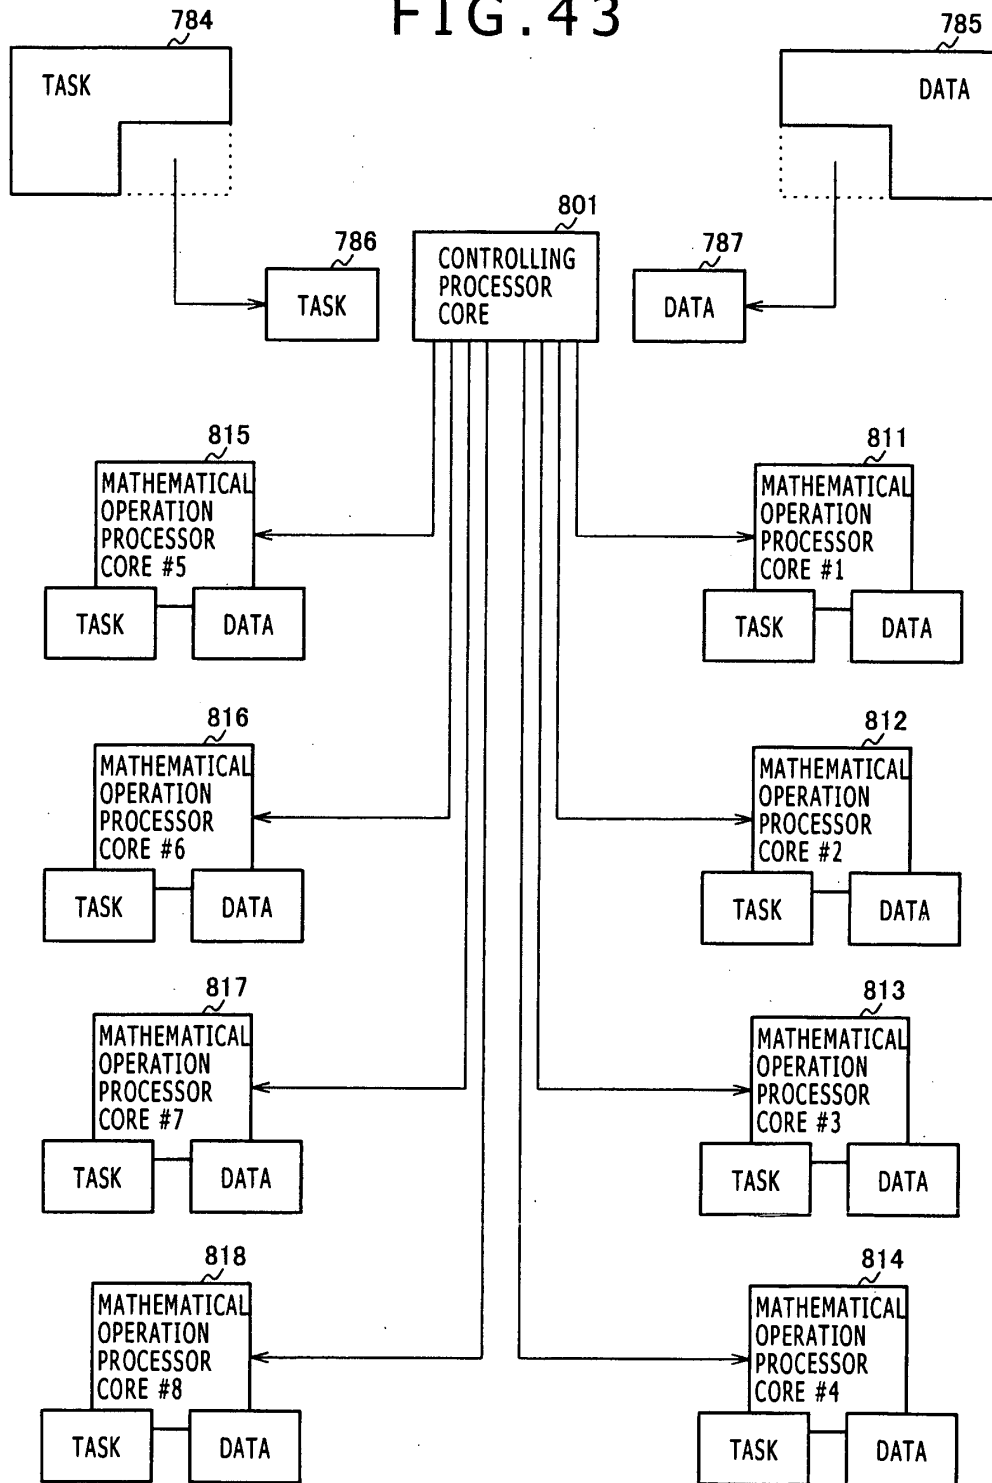 FIG.43
784
TASK
785
DATA
801
CONTROLLING
PROCESSOR
CORE
786
TASK
787
DATA
815
MATHEMATICAL
OPERATION
PROCESSOR
CORE #5
TASK
DATA
811
MATHEMATICAL
OPERATION
PROCESSOR
CORE #1
TASK
DATA
816
MATHEMATICAL
OPERATION
PROCESSOR
CORE #6
TASK
DATA
812
MATHEMATICAL
OPERATION
PROCESSOR
CORE #2
TASK
DATA
817
MATHEMATICAL
OPERATION
PROCESSOR
CORE #7
TASK
DATA
813
MATHEMATICAL
OPERATION
PROCESSOR
CORE #3
TASK
DATA
818
MATHEMATICAL
OPERATION
PROCESSOR
CORE #8
TASK
DATA
814
MATHEMATICAL
OPERATION
PROCESSOR
CORE #4
TASK
DATA